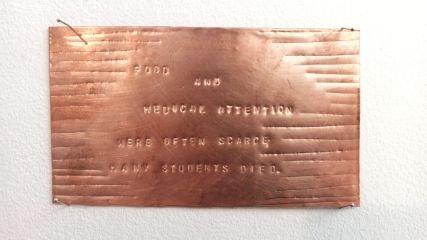 FOOD
AND
MEDICAL ATTENTION
WERE OFTEN SCARCE
MANY STUDENTS DIED.